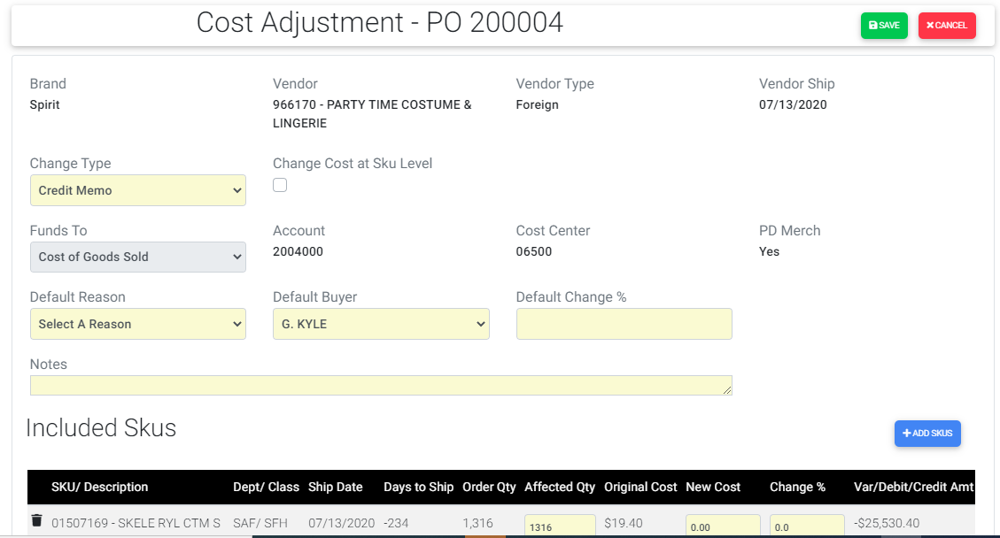 Cost Adjustment - PO 200004
SAVE
CANCEL
Brand
Vendor
Vendor Type
Vendor Ship
Spirit
966170 - PARTY TIME COSTUME &
LINGERIE
Foreign
07/13/2020
Change Type
Change Cost at Sku Level
Credit Memo
Funds To
Account
Cost Center
PD Merch
Cost of Goods Sold
2004000
06500
Yes
Default Reason
Default Buyer
Default Change %
Select A Reason
G. KYLE
Notes
Included Skus
ADD SKUS
SKU/ Description Dept/ Class Ship Date Days to Ship Order Qty Affected Qty Original Cost New Cost Change % Var/Debit/Credit Amt
01507169 - SKELE RYL CTM S SAF/ SFH 07/13/2020 -234 1,316 1316 $19.40 0.00 0.0 -$25,530.40